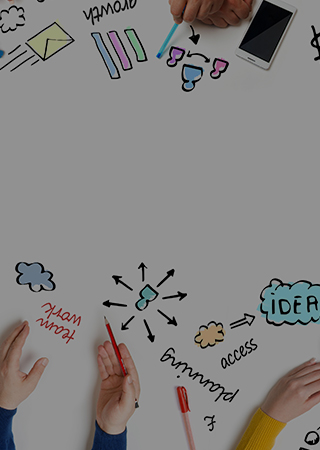 growth
$
IDEA
team
work
access
planning
£